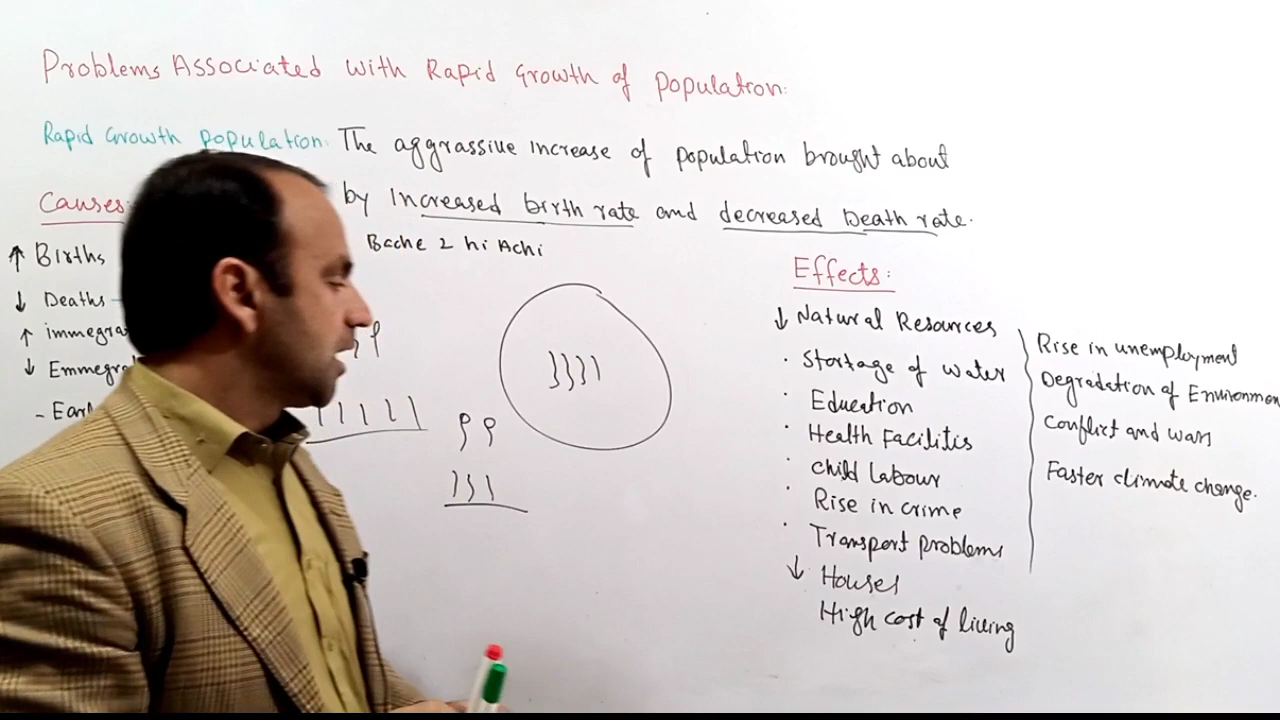 Problems Associated with Rapid Growth of Population:
Rapid Growth population: The aggrassive increase of population brought about
by Increased birth rate and decreased Death rate.
Causes:
↑ Births
↓ Deaths
↑ immegra
↓ Emmegra
- Earl
Bache 2 hi Achi
Effects:
↓ Natural Resources
· Stortage of water
· Education
· Health Facilitis
· child labour
· Rise in crime
· Transport problems
↓ Houses
High cost of living
Rise in unemployment
Degradation of Environmen
Conflict and wars
Faster climate change.